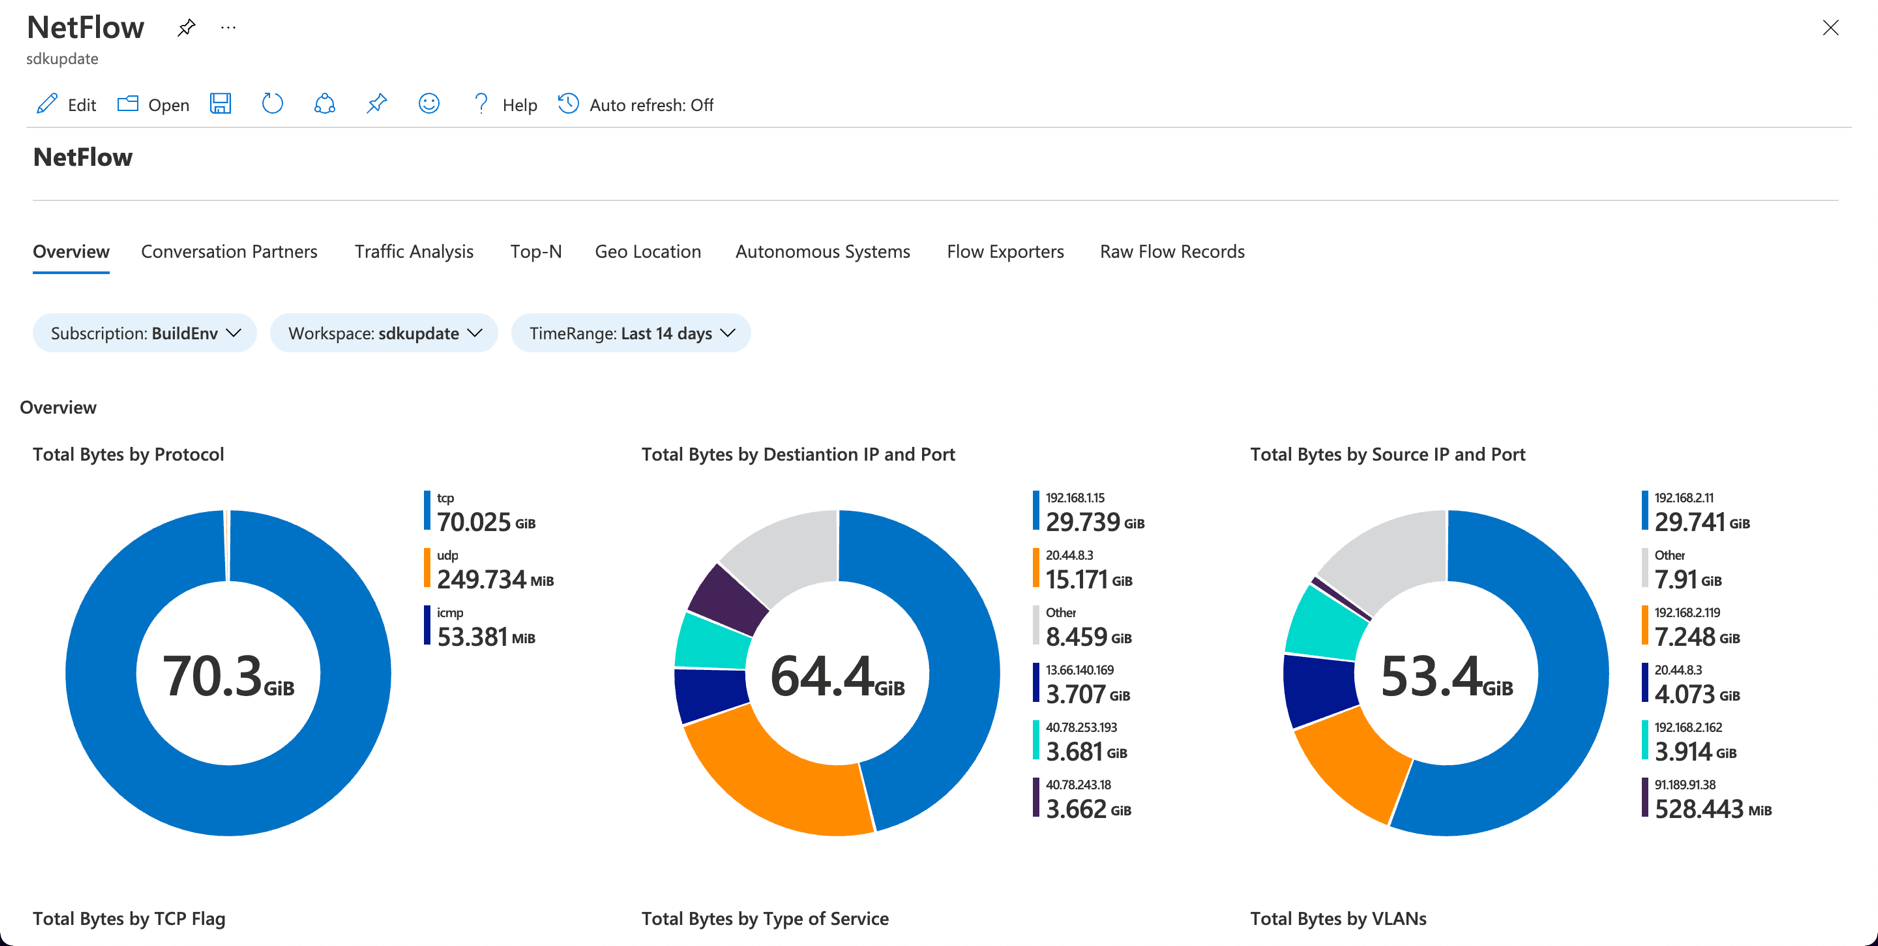 NetFlow ...
sdkupdate
Edit Open Help Auto refresh: Off
NetFlow
Overview Conversation Partners Traffic Analysis Top-N Geo Location Autonomous Systems Flow Exporters Raw Flow Records
Subscription: BuildEnv Workspace: sdkupdate TimeRange: Last 14 days
Overview
Total Bytes by Protocol
70.3GiB
tcp
70.025 GiB
udp
249.734 MiB
icmp
53.381 MiB
Total Bytes by Destiantion IP and Port
64.4GiB
192.168.1.15
29.739 GiB
20.44.8.3
15.171 GiB
Other
8.459 GiB
13.66.140.169
3.707 GiB
40.78.253.193
3.681 GiB
40.78.243.18
3.662 GiB
Total Bytes by Source IP and Port
53.4GiB
192.168.2.11
29.741 GiB
Other
7.91 GiB
192.168.2.119
7.248 GiB
20.44.8.3
4.073 GiB
192.168.2.162
3.914 GiB
91.189.91.38
528.443 MiB
Total Bytes by TCP Flag
Total Bytes by Type of Service
Total Bytes by VLANs